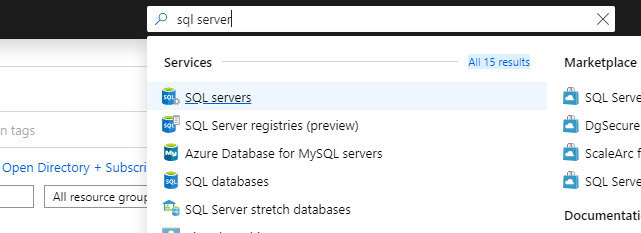 sql server
Services
All 15 results
Marketplace
SQL servers
SQL Serve
SQL Server registries (preview)
DgSecure
Azure Database for MySQL servers
ScaleArc f
SQL databases
SQL Serve
SQL Server stretch databases
Documentati
n tags
Open Directory + Subscri
All resource group